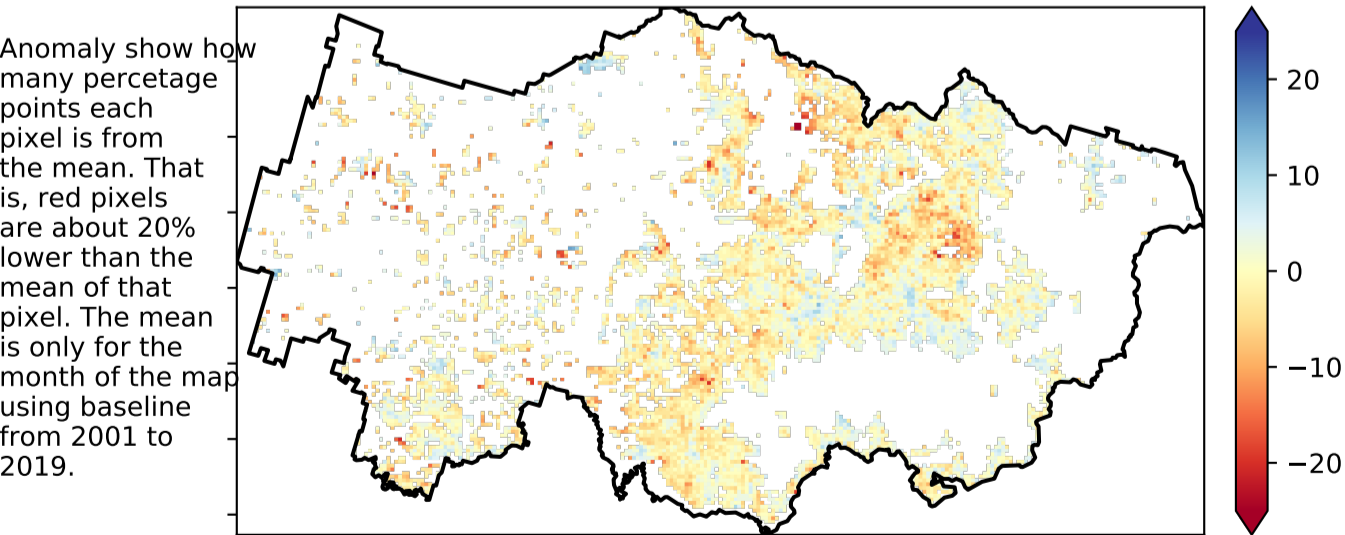 Anomaly show how
many percetage
points each
pixel is from
the mean. That
is, red pixels
are about 20%
lower than the
mean of that
pixel. The mean
is only for the
month of the map
using baseline
from 2001 to
2019.
20
10
0
−10
−20